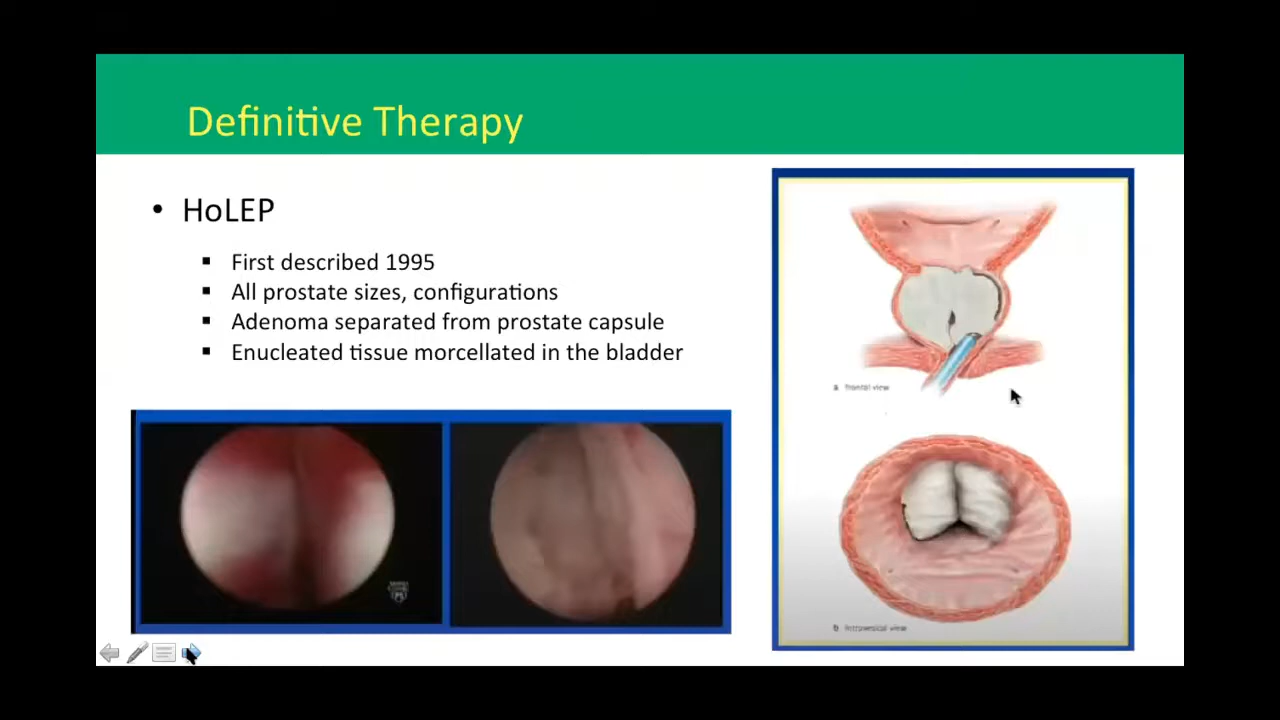 Definitive Therapy
• HoLEP
▪ First described 1995
▪ All prostate sizes, configurations
▪ Adenoma separated from prostate capsule
▪ Enucleated tissue morcellated in the bladder
a frontal view
b intravesical view